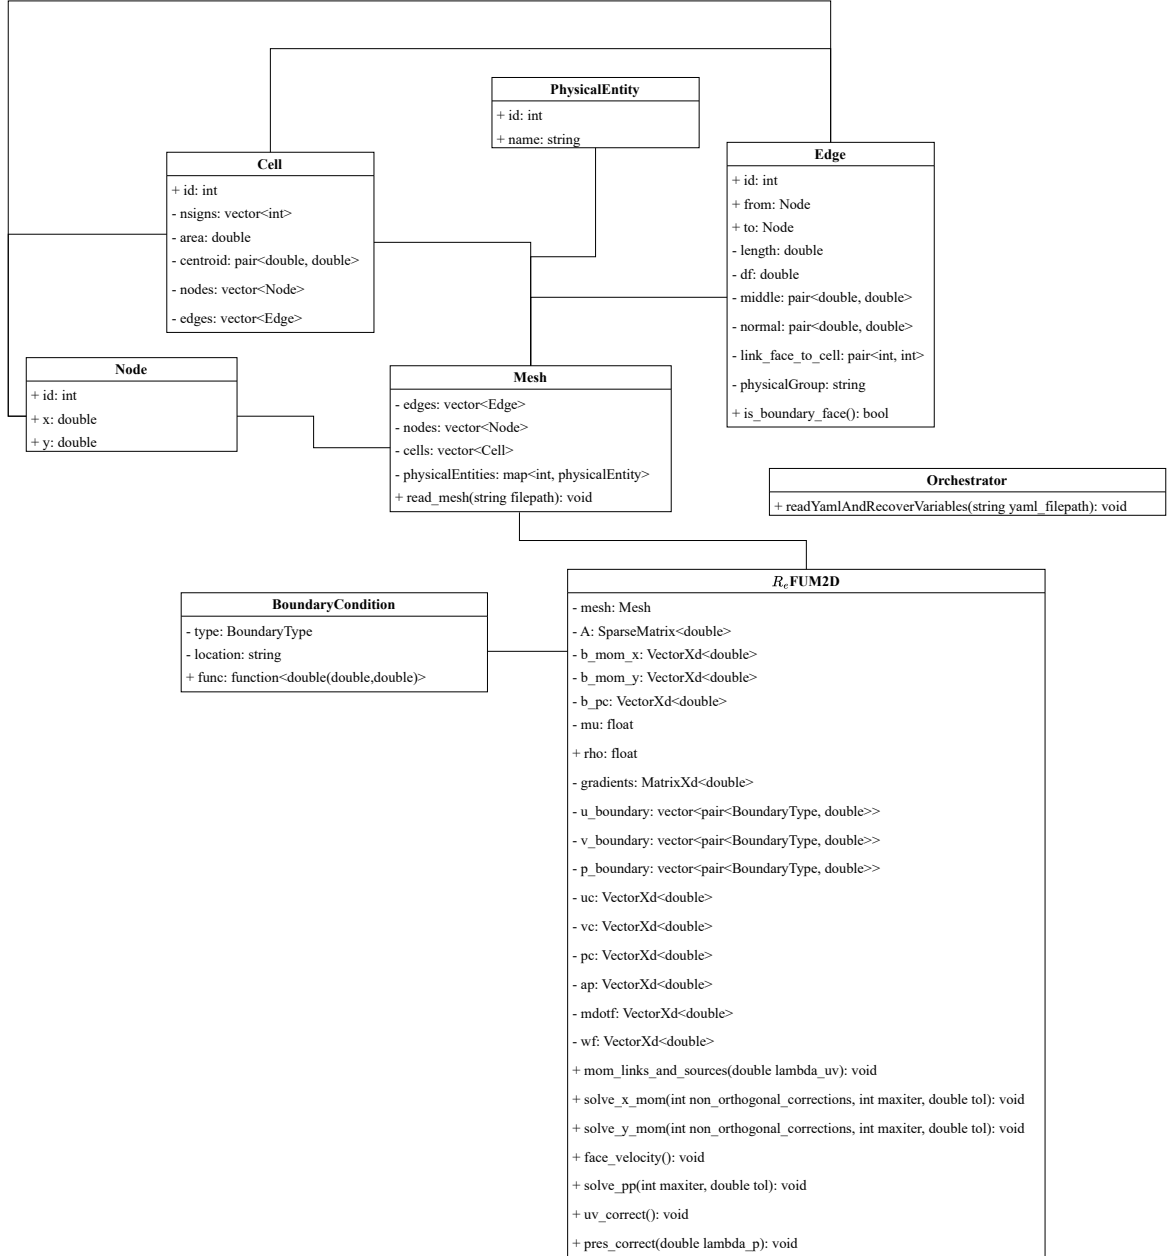 PhysicalEntity
+ id: int
+ name: string
Cell
+ id: int
- nsigns: vector<int>
- area: double
- centroid: pair<double, double>
- nodes: vector<Node>
- edges: vector<Edge>
Edge
+ id: int
+ from: Node
+ to: Node
- length: double
- df: double
- middle: pair<double, double>
- normal: pair<double, double>
- link_face_to_cell: pair<int, int>
- physicalGroup: string
+ is_boundary_face(): bool
Node
+ id: int
+ x: double
+ y: double
Mesh
- edges: vector<Edge>
- nodes: vector<Node>
- cells: vector<Cell>
- physicalEntities: map<int, physicalEntity>
+ read_mesh(string filepath): void
Orchestrator
+ readYamlAndRecoverVariables(string yaml_filepath): void
BoundaryCondition
- type: BoundaryType
- location: string
+ func: function<double(double,double)>
ReFUM2D
- mesh: Mesh
- A: SparseMatrix<double>
- b_mom_x: VectorXd<double>
- b_mom_y: VectorXd<double>
- b_pc: VectorXd<double>
- mu: float
+ rho: float
- gradients: MatrixXd<double>
- u_boundary: vector<pair<BoundaryType, double>>
- v_boundary: vector<pair<BoundaryType, double>>
- p_boundary: vector<pair<BoundaryType, double>>
- uc: VectorXd<double>
- vc: VectorXd<double>
- pc: VectorXd<double>
- ap: VectorXd<double>
- mdotf: VectorXd<double>
- wf: VectorXd<double>
+ mom_links_and_sources(double lambda_uv): void
+ solve_x_mom(int non_orthogonal_corrections, int maxiter, double tol): void
+ solve_y_mom(int non_orthogonal_corrections, int maxiter, double tol): void
+ face_velocity(): void
+ solve_pp(int maxiter, double tol): void
+ uv_correct(): void
+ pres_correct(double lambda_p): void